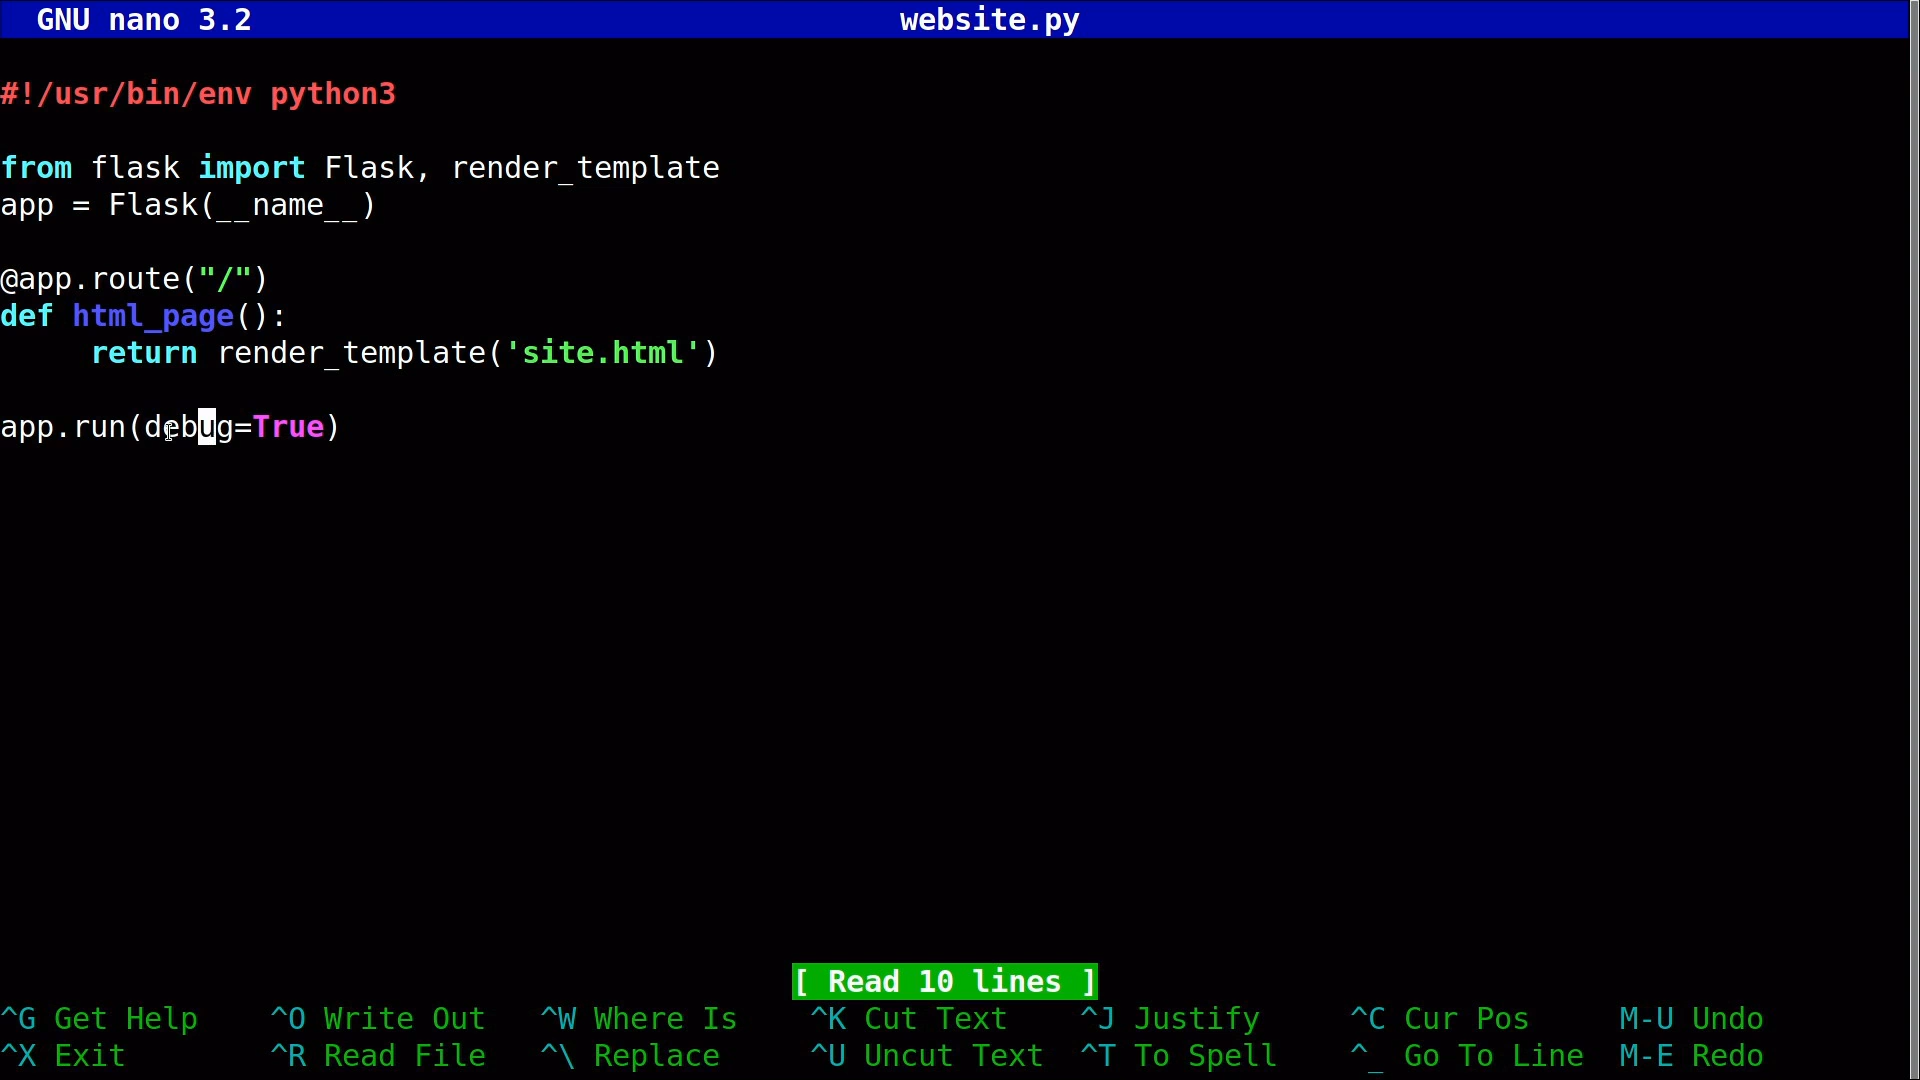 GNU nano 3.2 website.py
#!/usr/bin/env python3
from flask import Flask, render_template
app = Flask(__name__)
@app.route("/")
def html_page():
     return render_template('site.html')
app.run(debug=True)
[ Read 10 lines ]
^G Get Help ^O Write Out ^W Where Is ^K Cut Text ^J Justify ^C Cur Pos M-U Undo
^X Exit ^R Read File ^\ Replace ^U Uncut Text ^T To Spell ^_ Go To Line M-E Redo